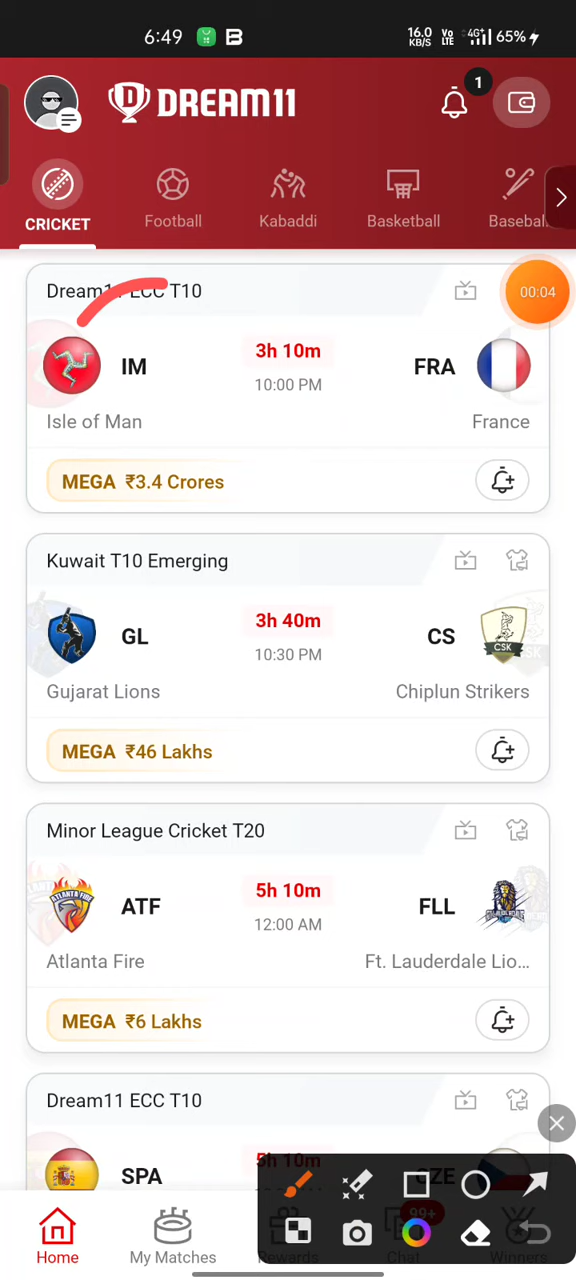 6:49
16.0 KB/S
Vo LTE
4G+
65%
DREAM11
1
CRICKET
Football
Kabaddi
Basketball
00:04
Dream11 ECC T10
IM
3h 10m
FRA
10:00 PM
Isle of Man
France
MEGA ₹3.4 Crores
Kuwait T10 Emerging
GL
3h 40m
CS
CSK
10:30 PM
Gujarat Lions
Chiplun Strikers
MEGA ₹46 Lakhs
Minor League Cricket T20
ATF
5h 10m
FLL
ATLANTA FIRE
12:00 AM
Atlanta Fire
Ft. Lauderdale Lio...
MEGA ₹6 Lakhs
Dream11 ECC T10
SPA
5h 10m
CZE
99+
Home
My Matches
Rewards
Chat
Winners